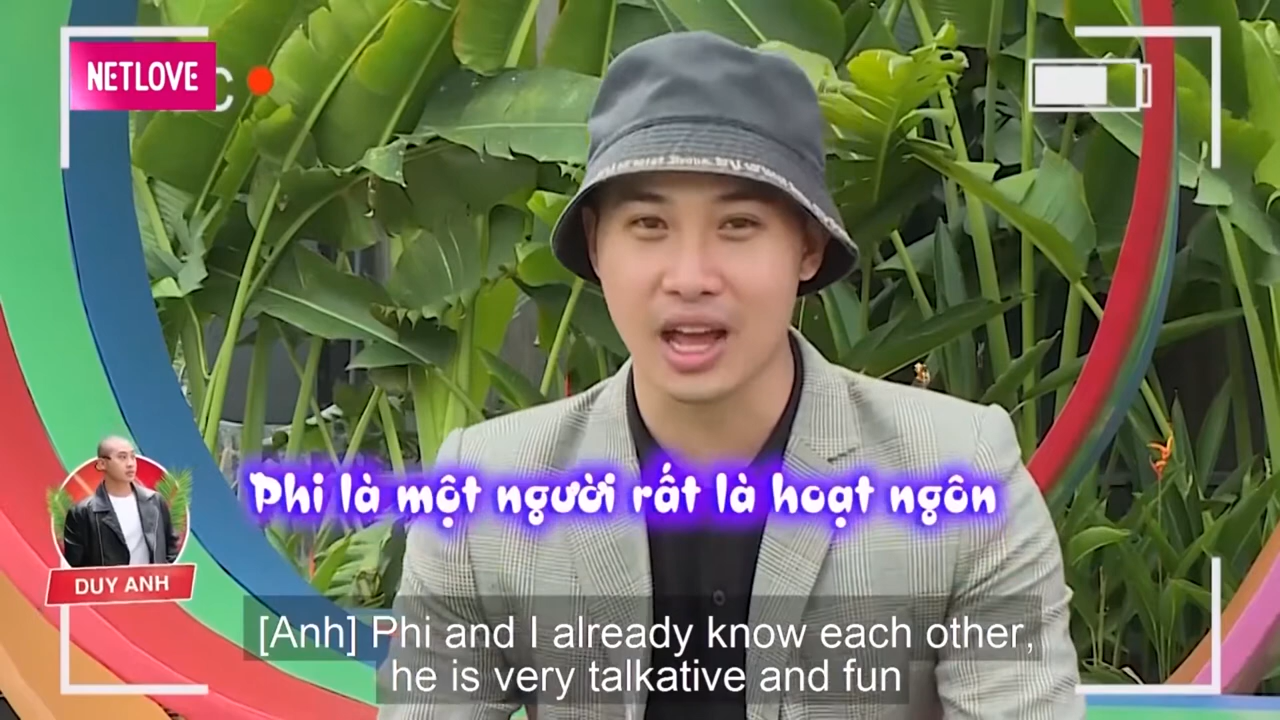 NETLOVE
C
Phi là một người rất là hoạt ngôn
DUY ANH
[Anh] Phi and I already know each other,
he is very talkative and fun